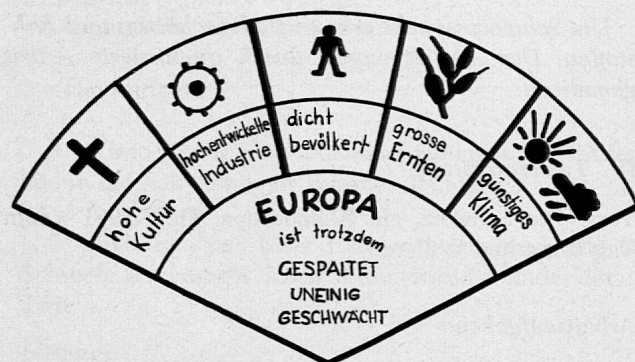 hohe
Kultur
hochentwickelte
Industrie
dicht
bevölkert
grosse
Ernten
günstiges
Klima
EUROPA
ist trotzdem
GESPALTET
UNEINIG
GESCHWÄCHT